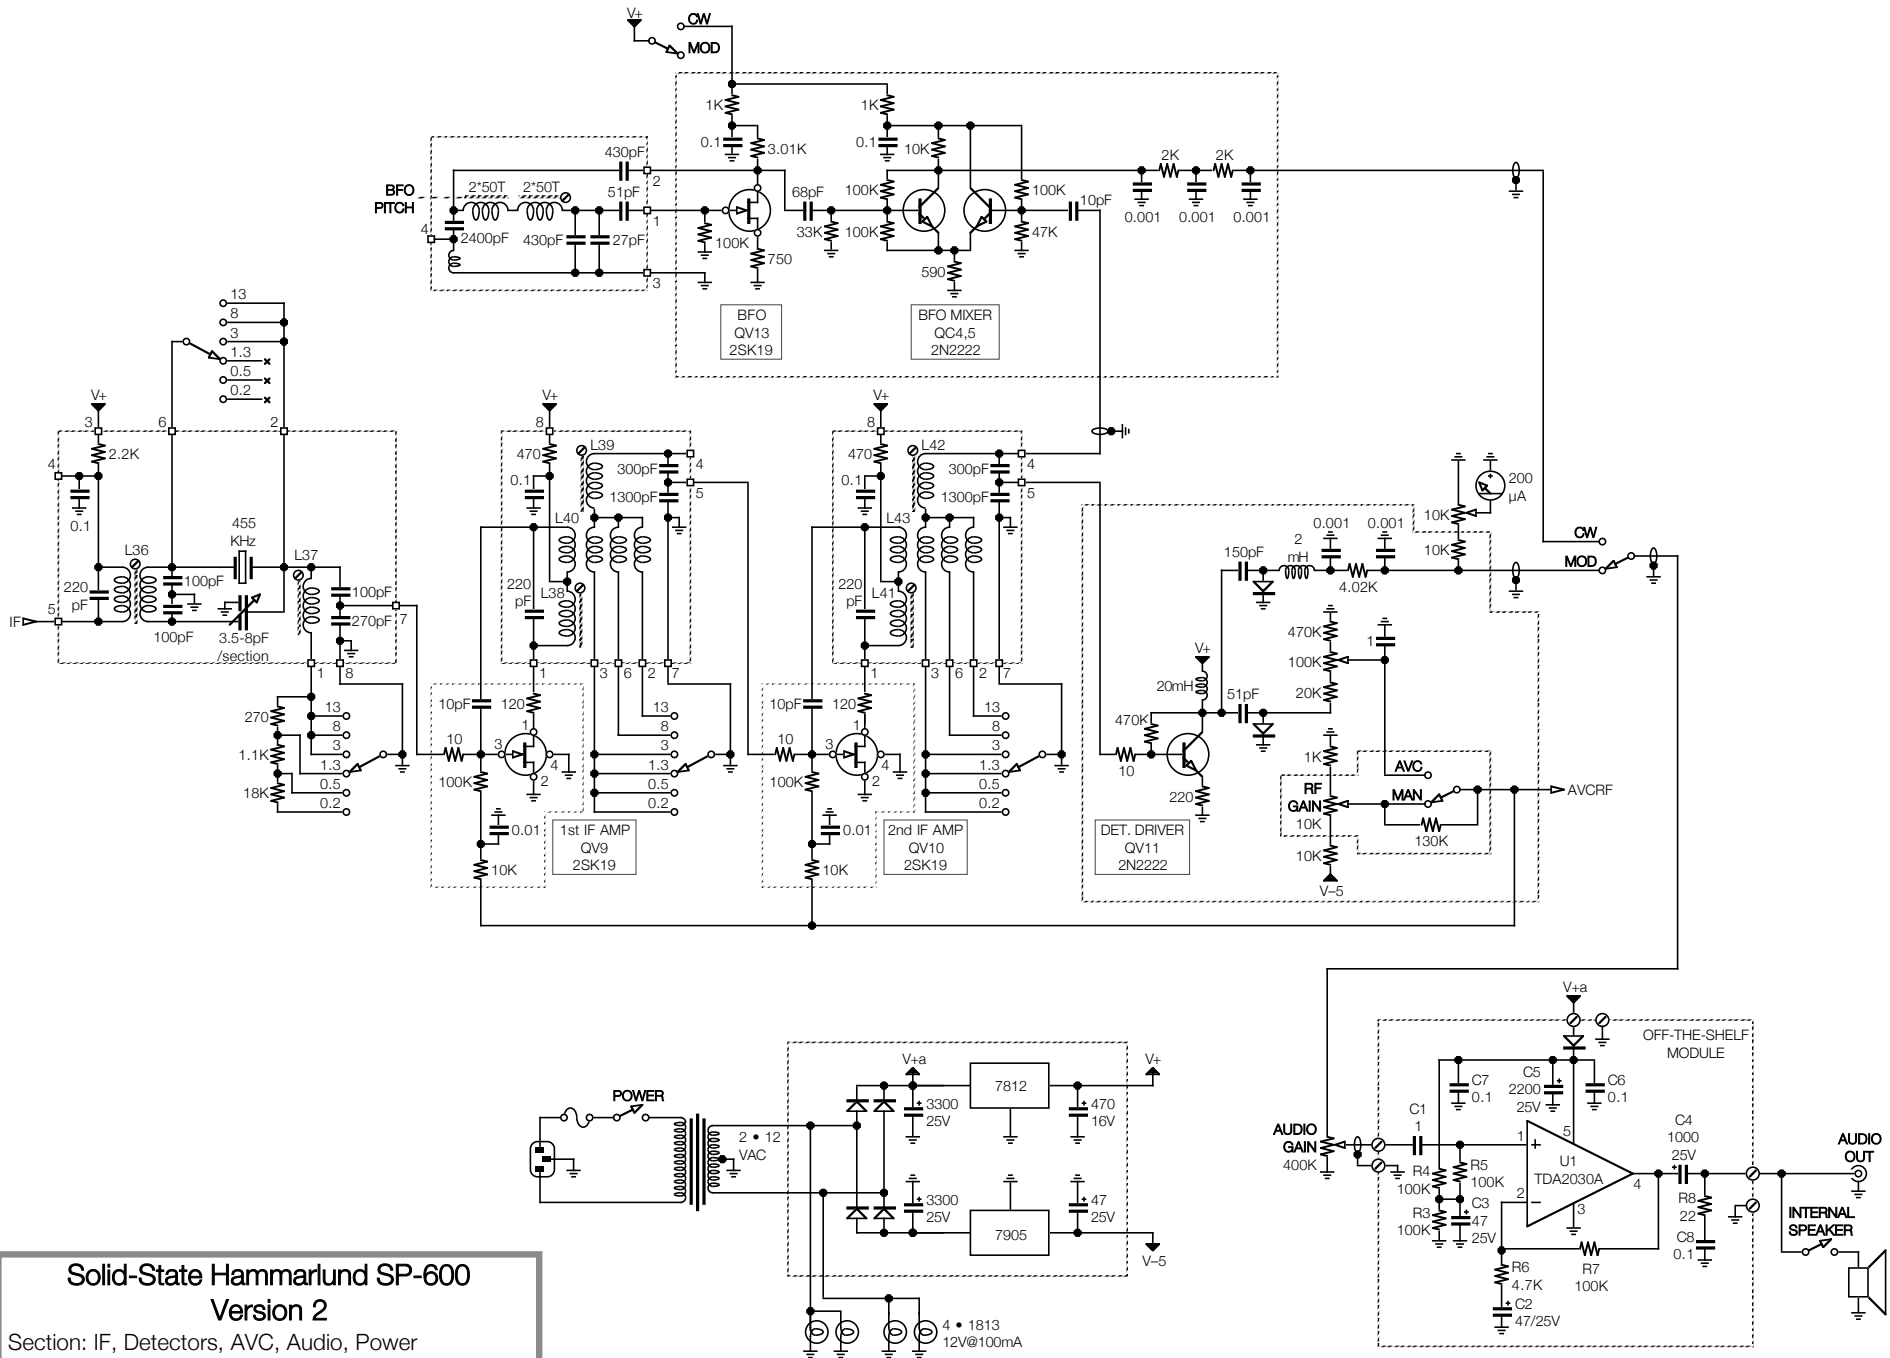 V+
CW
MOD
1K
1K
0.1
3.01K
0.1
10K
430pF
2
2K
2K
BFO
PITCH
2*50T
2*50T
51pF
1
68pF
100K
100K
10pF
0.001
0.001
0.001
4
2400pF
430pF
27pF
100K
33K
100K
47K
750
590
3
13
8
3
1.3
0.5
0.2
BFO
QV13
2SK19
BFO MIXER
QC4,5
2N2222
V+
V+
V+
3
6
2
8
8
2.2K
4
0.1
455
KHz
L36
L37
220
pF
100pF
100pF
100pF
270pF
7
5
IF
3.5-8pF
/section
1
8
470
L39
4
300pF
0.1
1300pF
5
L40
220
pF
L38
1
3
6
2
7
470
L42
4
300pF
0.1
1300pF
5
L43
220
pF
L41
1
3
6
2
7
270
1.1K
18K
13
8
3
1.3
0.5
0.2
10pF
120
10
3
1
4
2
100K
0.01
10K
13
8
3
1.3
0.5
0.2
1st IF AMP
QV9
2SK19
10pF
120
10
3
1
4
2
100K
0.01
10K
13
8
3
1.3
0.5
0.2
2nd IF AMP
QV10
2SK19
200
µA
10K
10K
0.001
0.001
150pF
2
mH
4.02K
CW
MOD
470K
1
100K
20K
V+
20mH
51pF
470K
10
220
1K
AVC
RF
GAIN
10K
MAN
AVCRF
130K
10K
V–5
DET. DRIVER
QV11
2N2222
V+a
OFF-THE-SHELF
MODULE
C7
0.1
C5
2200
25V
C6
0.1
AUDIO
GAIN
400K
C1
1
R4
100K
R5
100K
R3
100K
C3
47
25V
1
+
5
U1
TDA2030A
4
2
–
3
C4
1000
25V
+
R8
22
C8
0.1
R6
4.7K
R7
100K
C2
47/25V
AUDIO
OUT
INTERNAL
SPEAKER
POWER
2 • 12
VAC
V+a
V+
3300
25V
7812
470
16V
3300
25V
7905
47
25V
V–5
4 • 1813
12V@100mA
Solid-State Hammarlund SP-600
Version 2
Section: IF, Detectors, AVC, Audio, Power